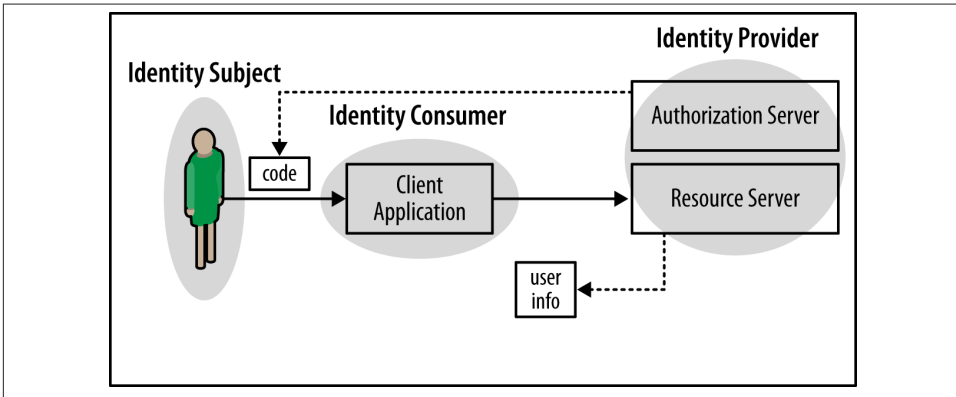 Identity Provider
Identity Subject
Authorization Server
Identity Consumer
code
Client
Application
Resource Server
user
info